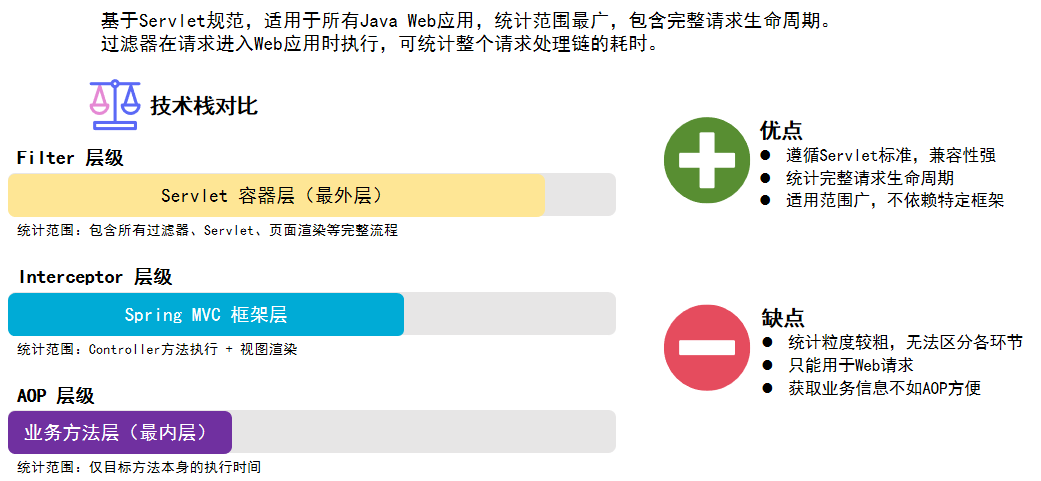 基于Servlet规范，适用于所有Java Web应用，统计范围最广，包含完整请求生命周期。
过滤器在请求进入Web应用时执行，可统计整个请求处理链的耗时。
技术栈对比
Filter 层级
Servlet 容器层（最外层）
统计范围：包含所有过滤器、Servlet、页面渲染等完整流程
Interceptor 层级
Spring MVC 框架层
统计范围：Controller方法执行 + 视图渲染
AOP 层级
业务方法层（最内层）
统计范围：仅目标方法本身的执行时间
优点
● 遵循Servlet标准，兼容性强
● 统计完整请求生命周期
● 适用范围广，不依赖特定框架
缺点
● 统计粒度较粗，无法区分各环节
● 只能用于Web请求
● 获取业务信息不如AOP方便